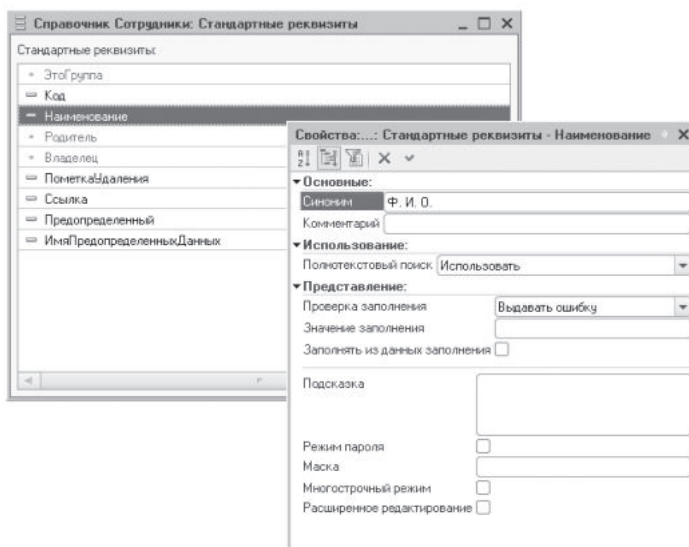 Справочник Сотрудники: Стандартные реквизиты
Стандартные реквизиты:
ЭтоГруппа
Код
Наименование
Родитель
Владелец
ПометкаУдаления
Ссылка
Предопределенный
ИмяПредопределенныхДанных
Свойства:...: Стандартные реквизиты - Наименование
Основные:
Синоним Ф. И. О.
Комментарий
Использование:
Полнотекстовый поиск Использовать
Представление:
Проверка заполнения Выдавать ошибку
Значение заполнения
Заполнять из данных заполнения
Подсказка
Режим пароля
Маска
Многострочный режим
Расширенное редактирование